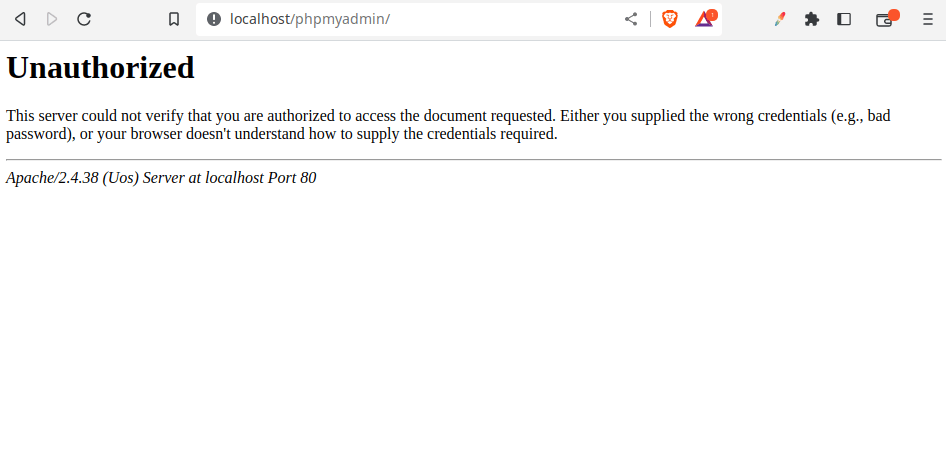 localhost/phpmyadmin/
Unauthorized
This server could not verify that you are authorized to access the document requested. Either you supplied the wrong credentials (e.g., bad
password), or your browser doesn't understand how to supply the credentials required.
Apache/2.4.38 (Uos) Server at localhost Port 80